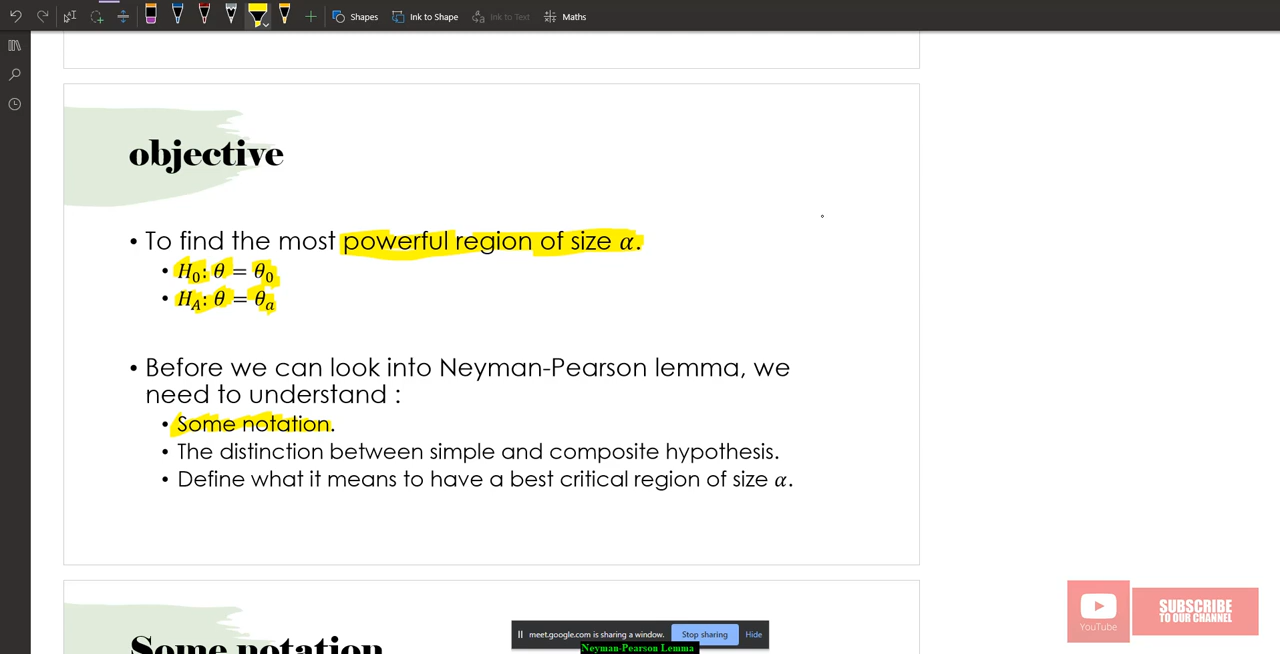 Shapes
Ink to Shape
Ink to Text
Maths
objective
• To find the most powerful region of size α.
• H₀: θ = θ₀
• H_A: θ = θ_a
• Before we can look into Neyman-Pearson lemma, we
need to understand :
• Some notation.
• The distinction between simple and composite hypothesis.
• Define what it means to have a best critical region of size α.
Some notation
meet.google.com is sharing a window.
Stop sharing
Hide
Neyman-Pearson Lemma
YouTube
SUBSCRIBE
TO OUR CHANNEL